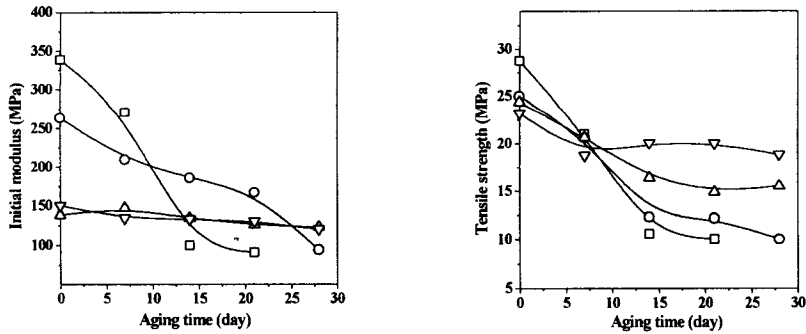 400
350
300
250
200
150
100
0 5 10 15 20 25 30
Initial modulus (MPa)
Aging time (day)
30
25
20
15
10
5
0 5 10 15 20 25 30
Tensile strength (MPa)
Aging time (day)